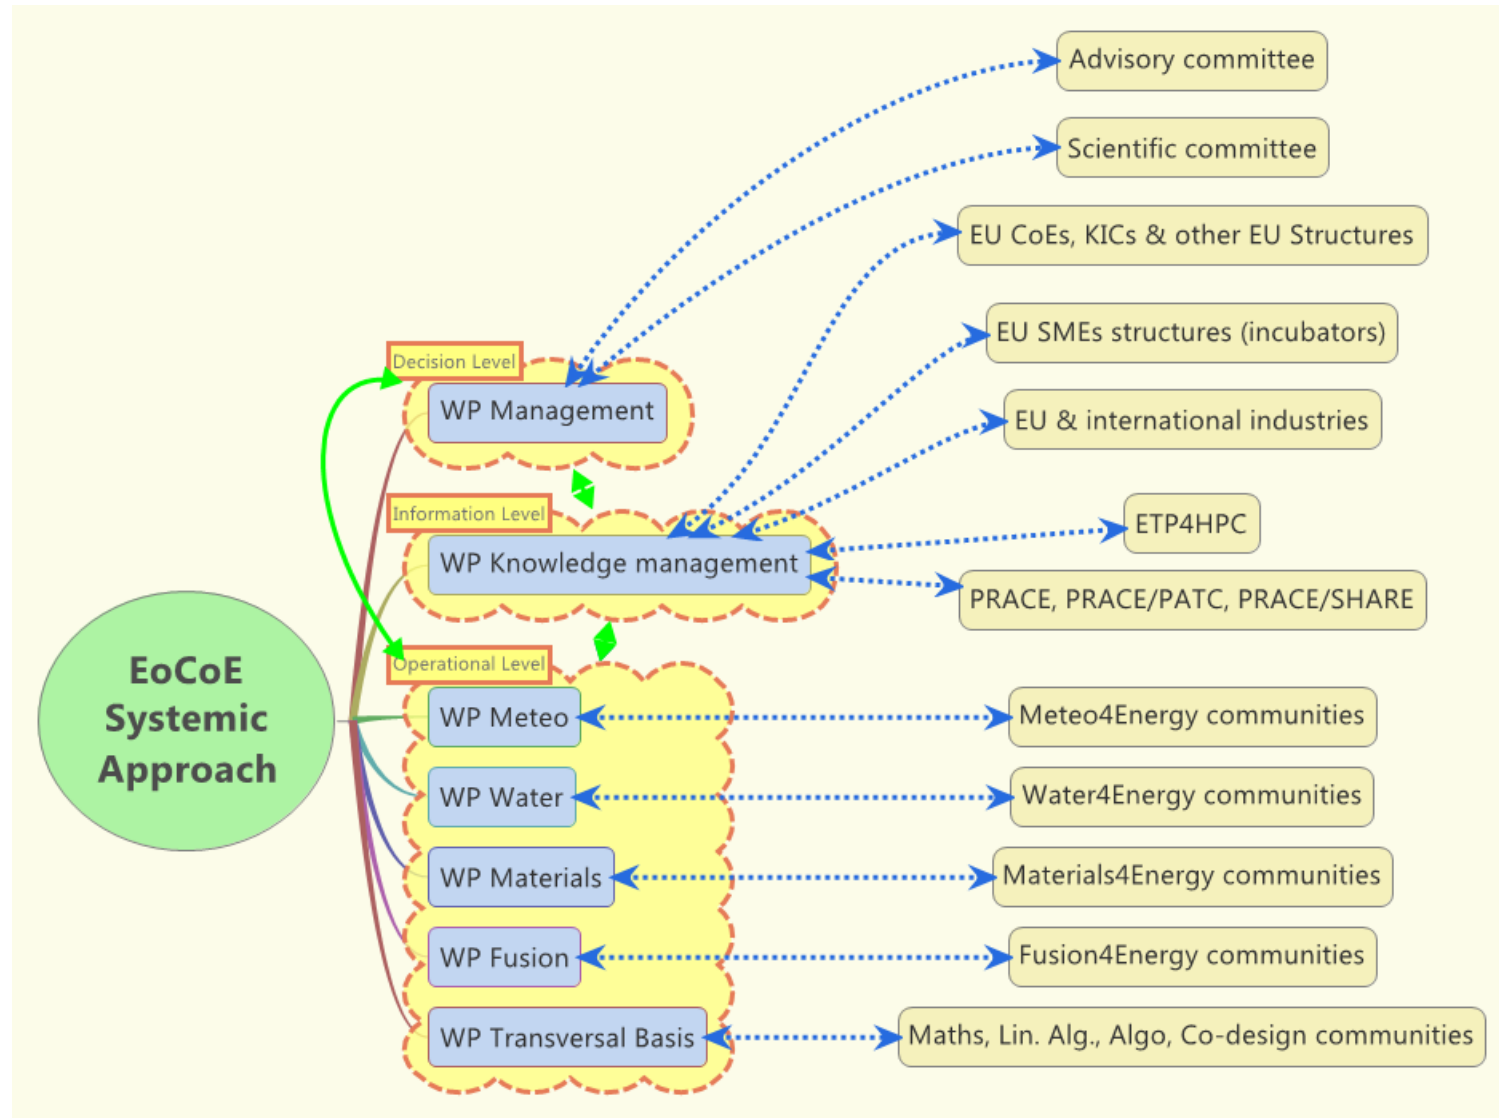 Advisory committee
Scientific committee
EU CoEs, KICs & other EU Structures
EU SMEs structures (incubators)
EU & international industries
ETP4HPC
PRACE, PRACE/PATC, PRACE/SHARE
Decision Level
WP Management
Information Level
WP Knowledge management
Operational Level
WP Meteo
Meteo4Energy communities
WP Water
Water4Energy communities
WP Materials
Materials4Energy communities
WP Fusion
Fusion4Energy communities
WP Transversal Basis
Maths, Lin. Alg., Algo, Co-design communities
EoCoE
Systemic
Approach